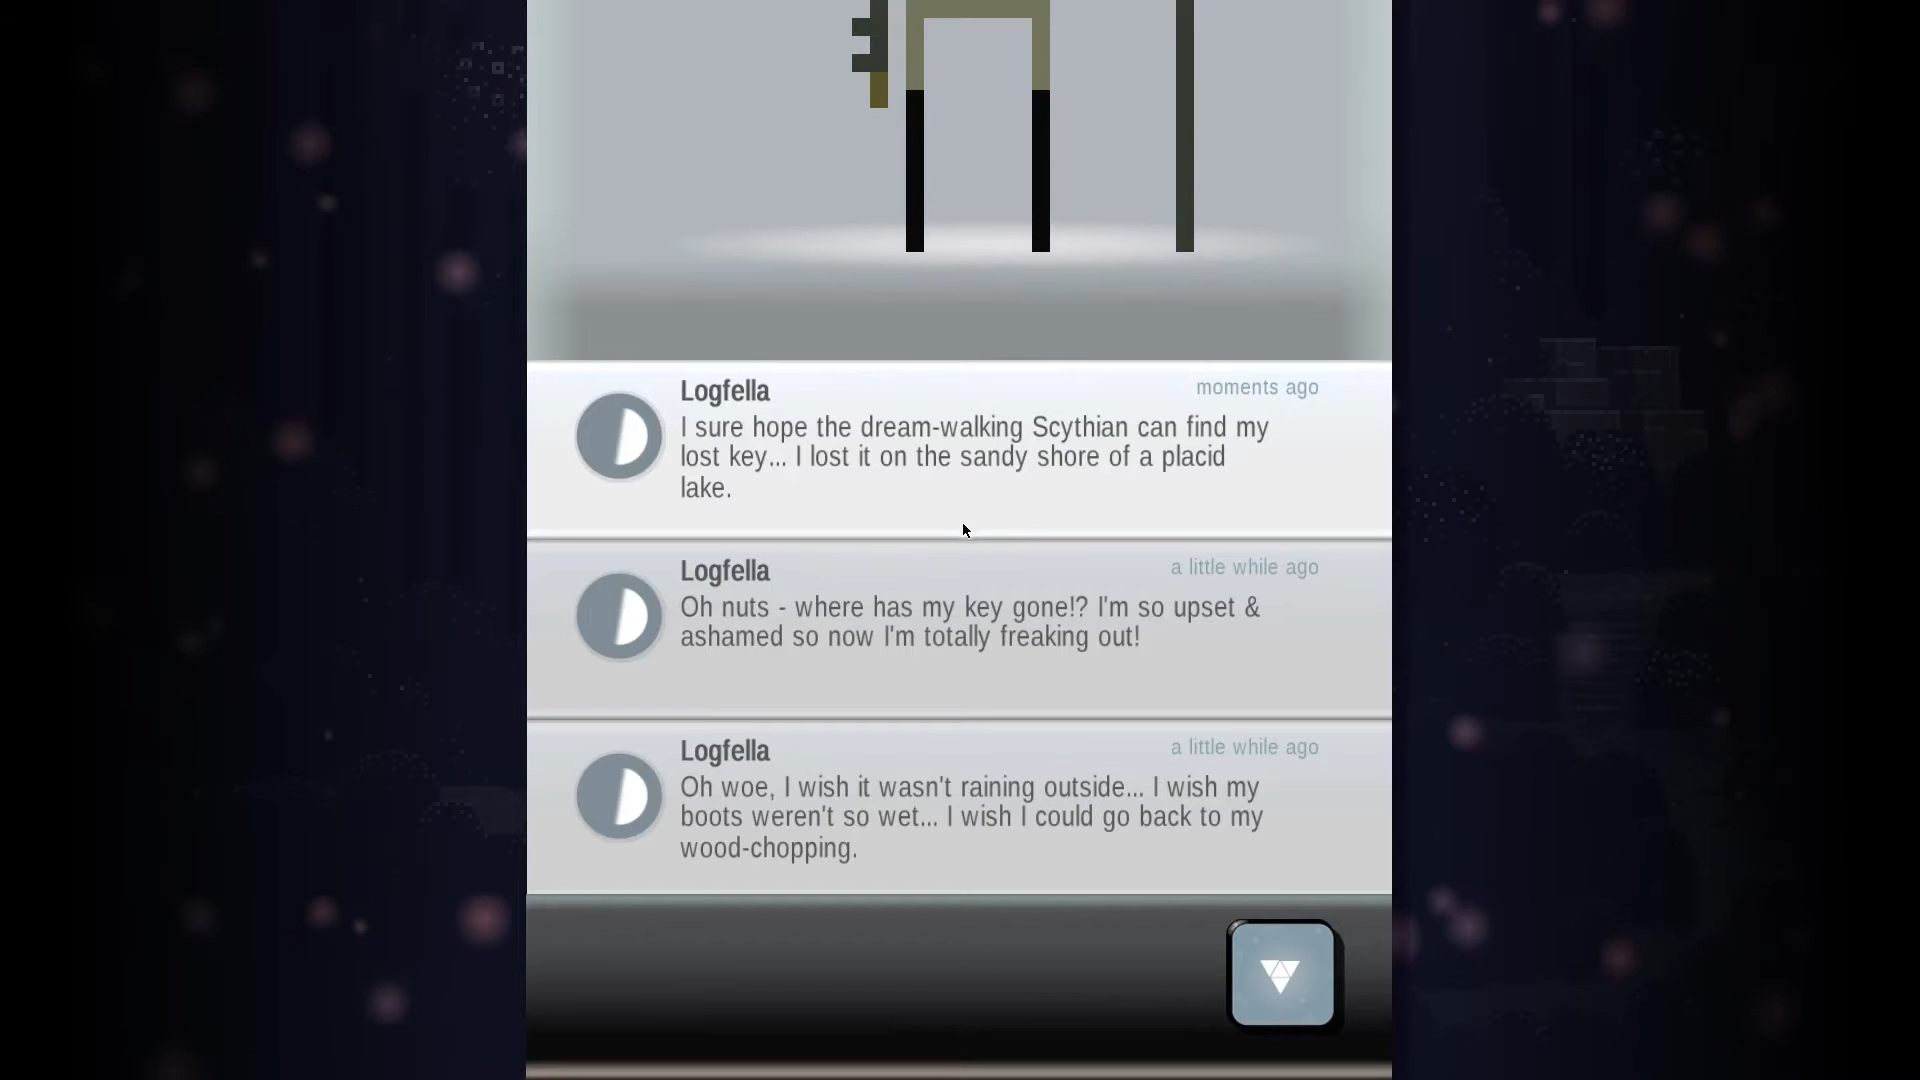 Logfella
moments ago
I sure hope the dream-walking Scythian can find my
lost key... I lost it on the sandy shore of a placid
lake.
Logfella
a little while ago
Oh nuts - where has my key gone!? I'm so upset &
ashamed so now I'm totally freaking out!
Logfella
a little while ago
Oh woe, I wish it wasn't raining outside... I wish my
boots weren't so wet... I wish I could go back to my
wood-chopping.